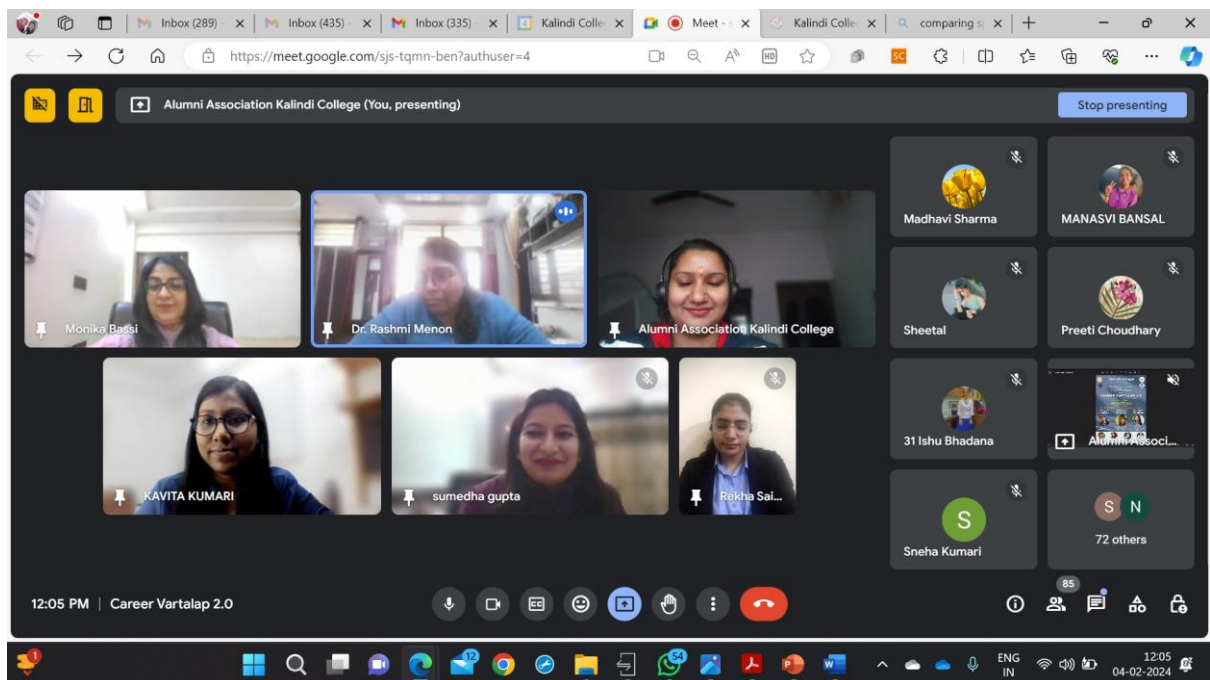 Inbox (289) -
Inbox (435) -
Inbox (335) -
Kalindi Colle
Meet -
Kalindi Colle
comparing
https://meet.google.com/sjs-tqmn-ben?authuser=4
Alumni Association Kalindi College (You, presenting)
Stop presenting
Monika Bassi
Dr. Rashmi Menon
Alumni Association Kalindi College
Madhavi Sharma
MANASVI BANSAL
Sheetal
Preeti Choudhary
KAVITA KUMARI
sumedha gupta
Rekha Sai...
31 Ishu Bhadana
Alumni Associ...
S
Sneha Kumari
S N
72 others
12:05 PM | Career Vartalap 2.0
85
1
12
54
ENG
IN
12:05
04-02-2024